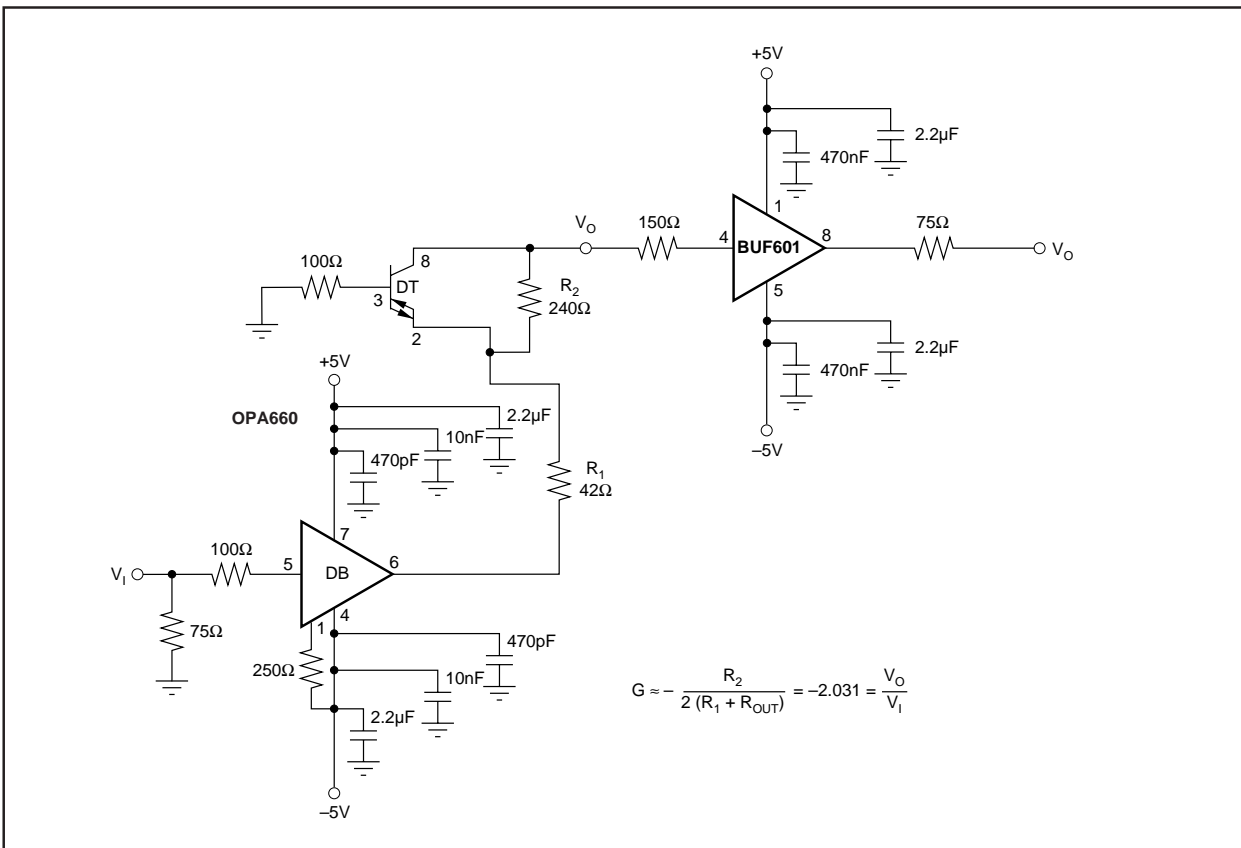 +5V
2.2µF
470nF
1
V_O
150Ω
4
BUF601
8
75Ω
V_O
5
2.2µF
470nF
–5V
100Ω
8
DT
3
2
R_2
240Ω
+5V
OPA660
2.2µF
10nF
470pF
R_1
42Ω
7
V_I
100Ω
5
DB
6
75Ω
1
4
250Ω
470pF
10nF
2.2µF
–5V
G ≈ – R_2 / 2 (R_1 + R_OUT) = –2.031 = V_O / V_I